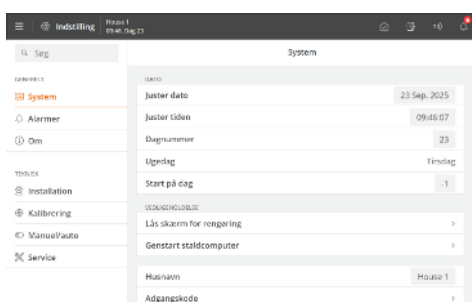 Indstilling
House 1
09:46, Dag 23
Søg
System
GENERELT
System
Alarmer
Om
TEKNIEK
Installation
Kalibrering
Manuel/auto
Service
DATO
Juster dato
23 Sep. 2025
Juster tiden
09:46:07
Dagnummer
23
Ugedag
Tirsdag
Start på dag
-1
VEDLIGEHOLDELSE
Lås skærm for rengøring
Genstart staldcomputer
Husnavn
House 1
Adgangskode